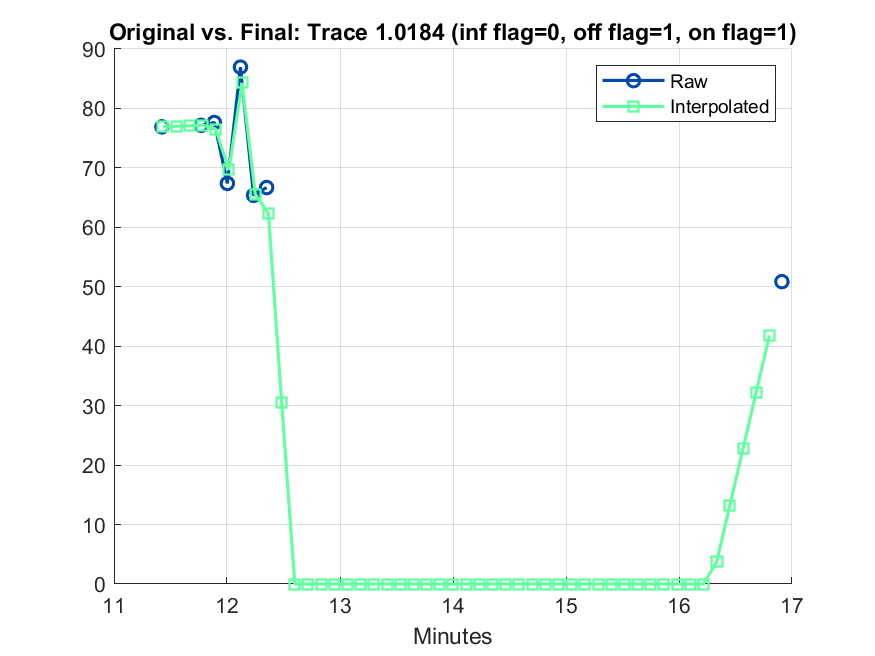 Original vs. Final: Trace 1.0184 (inf flag=0, off flag=1, on flag=1)
90
80
70
60
50
40
30
20
10
0
Raw
Interpolated
11 12 13 14 15 16 17
Minutes